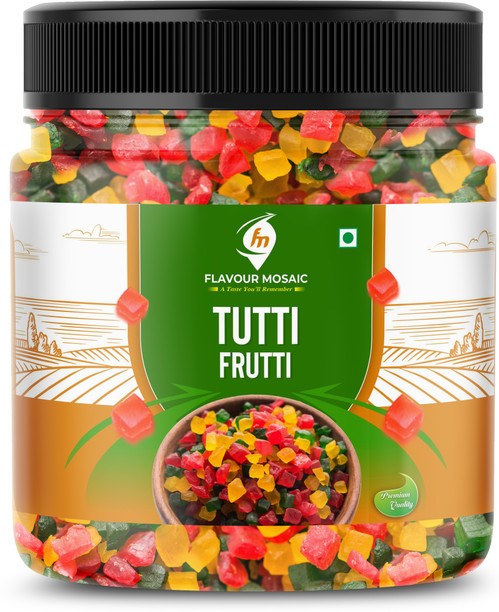 fm
FLAVOUR MOSAIC
A Taste You'll Remember
TUTTI
FRUTTI
Premium
Quality